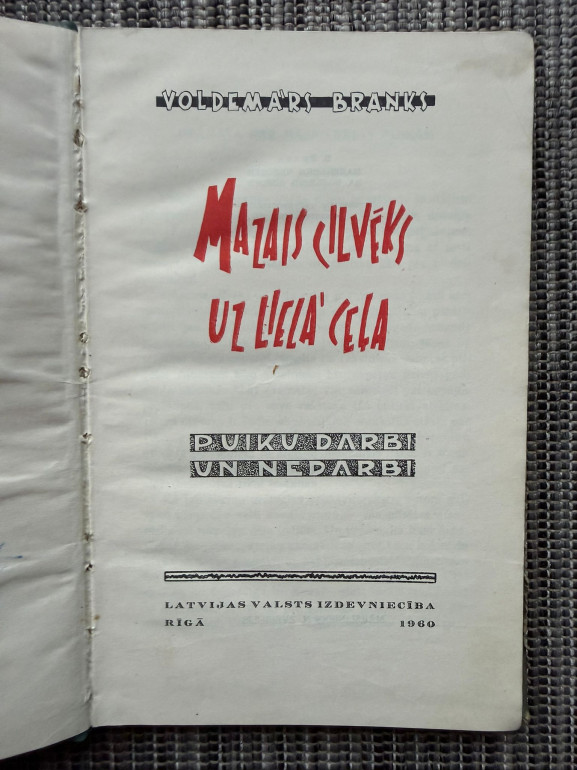 VOLDEMĀRS BRANKS
MAZAIS CILVĒKS
UZ LIELĀ CEĻA
PUIKU DARBI
UN NEDARBI
LATVIJAS VALSTS IZDEVNIECĪBA
RĪGĀ 1960